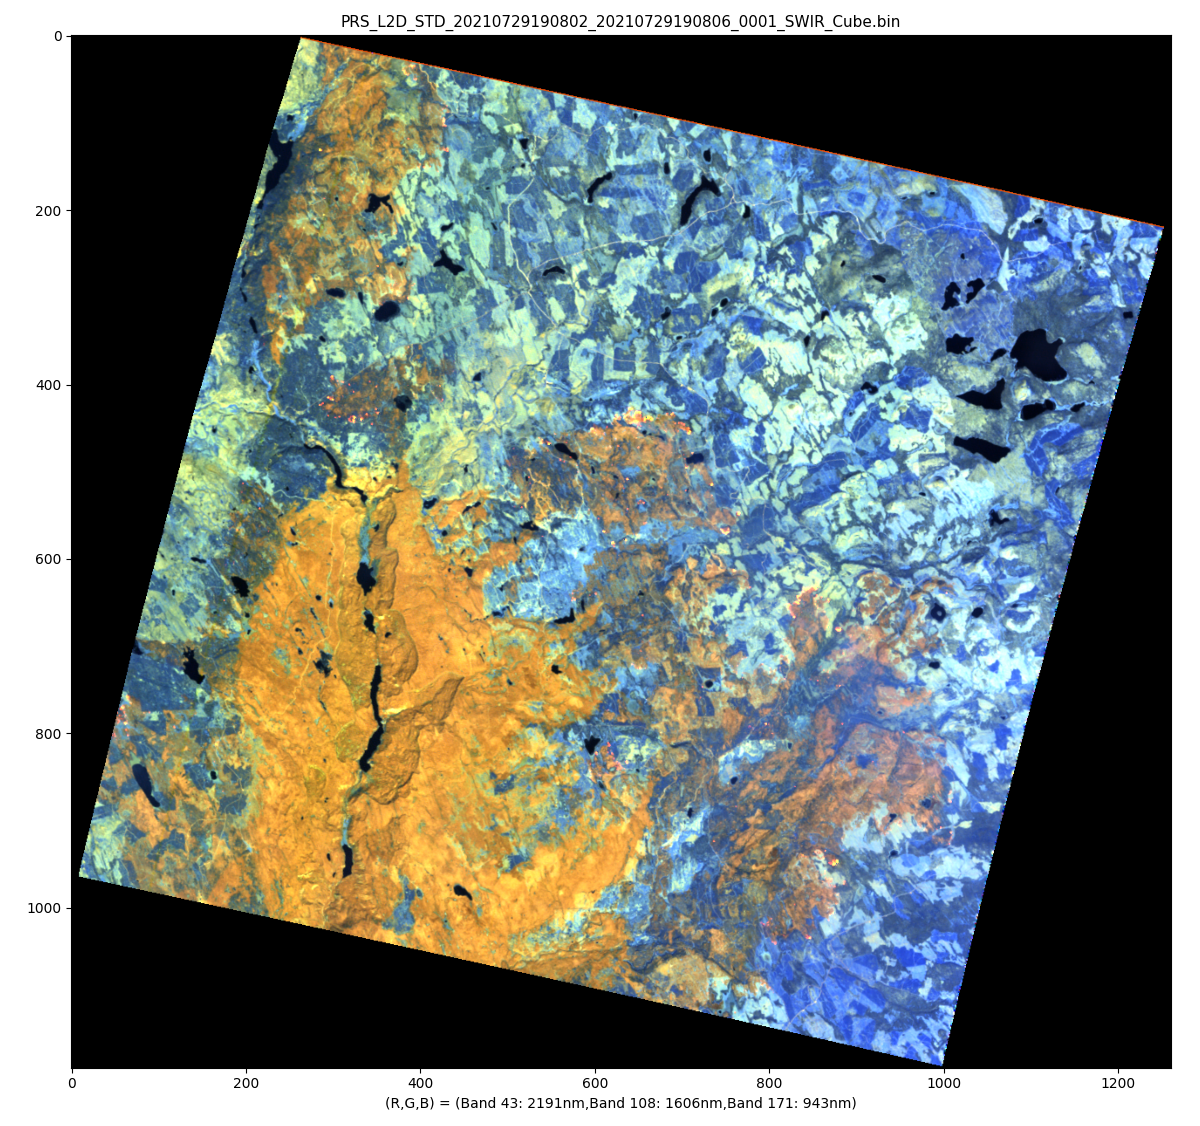 PRS_L2D_STD_20210729190802_20210729190806_0001_SWIR_Cube.bin
0
200
400
600
800
1000
0 200 400 600 800 1000 1200
(R,G,B) = (Band 43: 2191nm,Band 108: 1606nm,Band 171: 943nm)